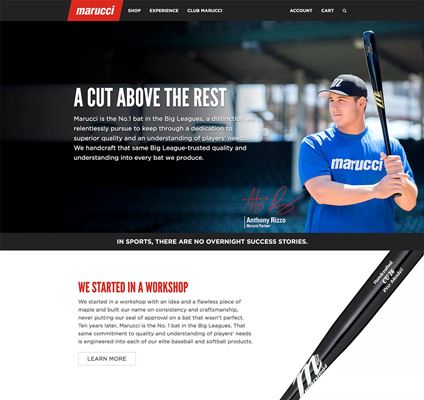 marucci
SHOP EXPERIENCE CLUB MARUCCI ACCOUNT CART
A CUT ABOVE THE REST
Marucci is the No.1 bat in the Big Leagues, a distinction we
relentlessly pursue to keep through a dedication to
superior quality and an understanding of players' needs.
We handcraft that same Big League-trusted quality and
understanding into every bat we produce.
marucci
Anthony Rizzo
Marucci Partner
IN SPORTS, THERE ARE NO OVERNIGHT SUCCESS STORIES.
WE STARTED IN A WORKSHOP
We started in a workshop with an idea and a flawless piece of
maple and built our name on consistency and craftsmanship,
never putting our seal of approval on a bat that wasn't perfect.
Ten years later, Marucci is the No. 1 bat in the Big Leagues. That
same commitment to quality and understanding of players' needs
is engineered into each of our elite baseball and softball products.
LEARN MORE
Handcrafted
CU26
Pro Model